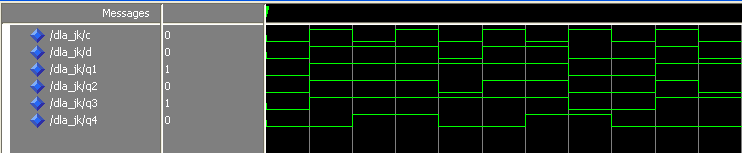 Messages
/dla_jk/c 0
/dla_jk/d 0
/dla_jk/q1 1
/dla_jk/q2 0
/dla_jk/q3 1
/dla_jk/q4 0